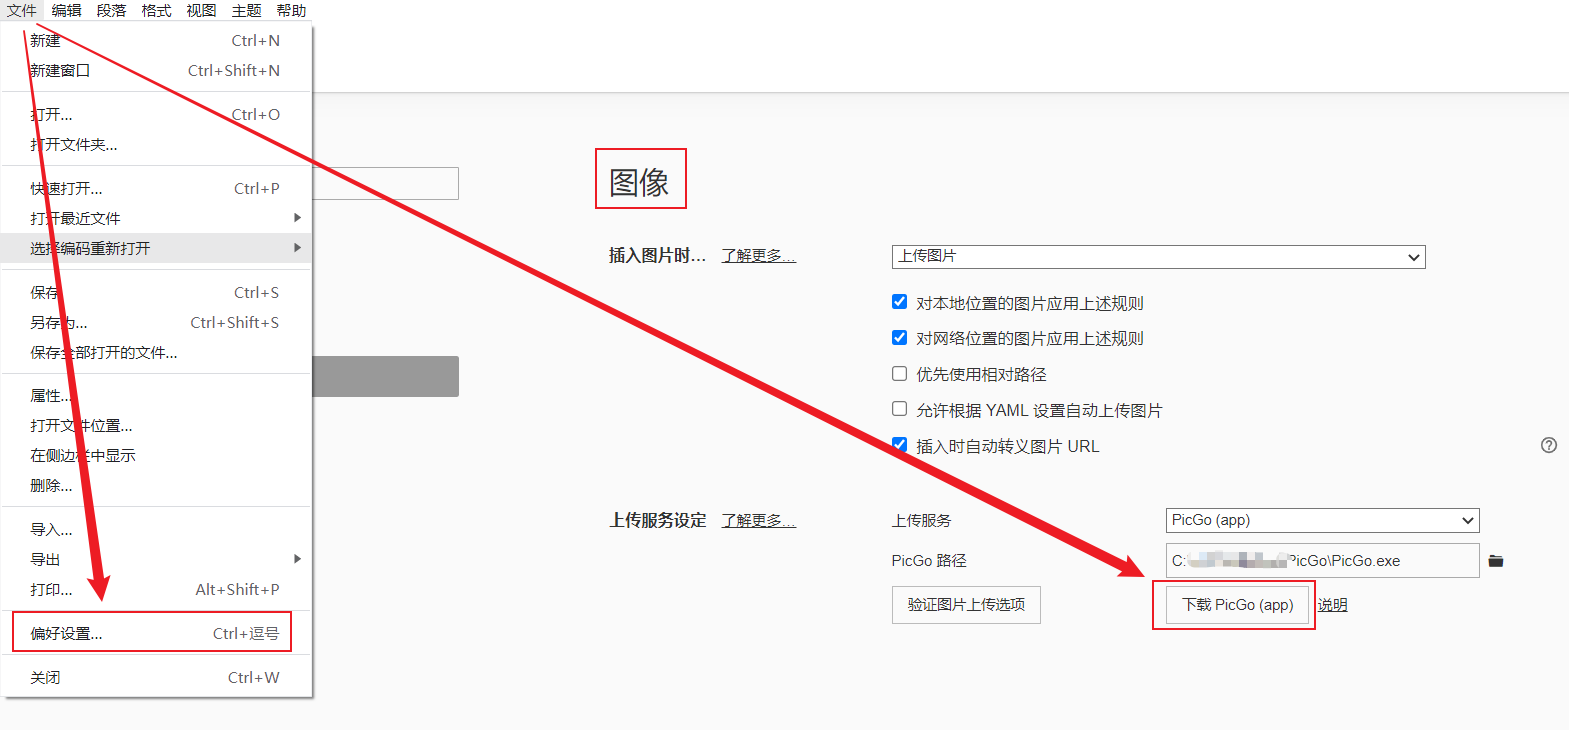 文件 编辑 段落 格式 视图 主题 帮助
新建 Ctrl+N
新建窗口 Ctrl+Shift+N
打开... Ctrl+O
打开文件夹...
快速打开... Ctrl+P
打开最近文件
选择编码重新打开
保存 Ctrl+S
另存为... Ctrl+Shift+S
保存全部打开的文件...
属性...
打开文件位置...
在侧边栏中显示
删除...
导入...
导出
打印... Alt+Shift+P
偏好设置... Ctrl+逗号
关闭 Ctrl+W
图像
插入图片时... 了解更多... 上传图片
对本地位置的图片应用上述规则
对网络位置的图片应用上述规则
优先使用相对路径
允许根据 YAML 设置自动上传图片
插入时自动转义图片 URL
上传服务设定 了解更多... 上传服务 PicGo (app)
PicGo 路径 C: PicGo\PicGo.exe
验证图片上传选项 下载 PicGo (app) 说明